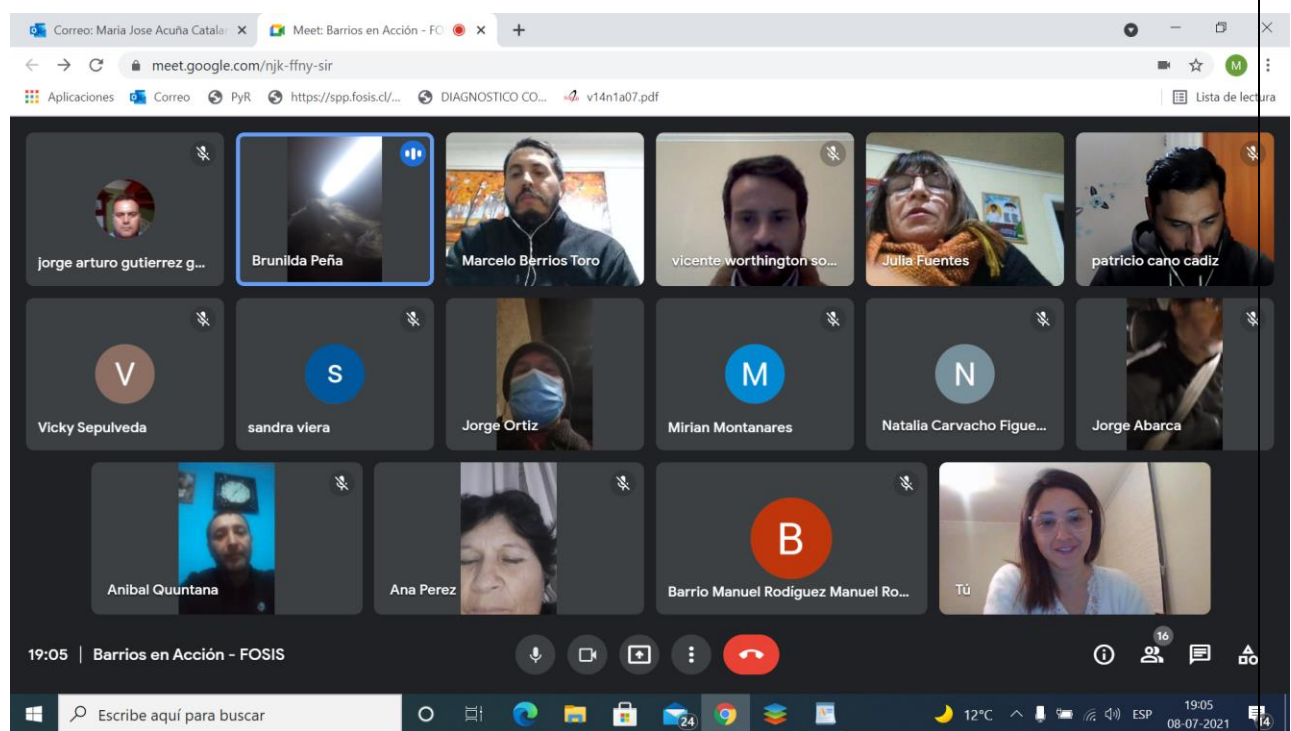 Correo: Maria Jose Acuña Catalan
Meet: Barrios en Acción - FO
meet.google.com/njk-ffny-sir
M
Aplicaciones
Correo
PyR
https://spp.fosis.cl/...
DIAGNOSTICO CO...
v14n1a07.pdf
Lista de lectura
jorge arturo gutierrez g...
Brunilda Peña
Marcelo Berrios Toro
vicente worthington so...
Julia Fuentes
patricio cano cadiz
V
Vicky Sepulveda
s
sandra viera
Jorge Ortiz
M
Mirian Montanares
N
Natalia Carvacho Figue...
Jorge Abarca
Anibal Quuntana
Ana Perez
B
Barrio Manuel Rodíguez Manuel Ro...
Tú
19:05 | Barrios en Acción - FOSIS
16
Escribe aquí para buscar
24
12°C
ESP
19:05
08-07-2021
14